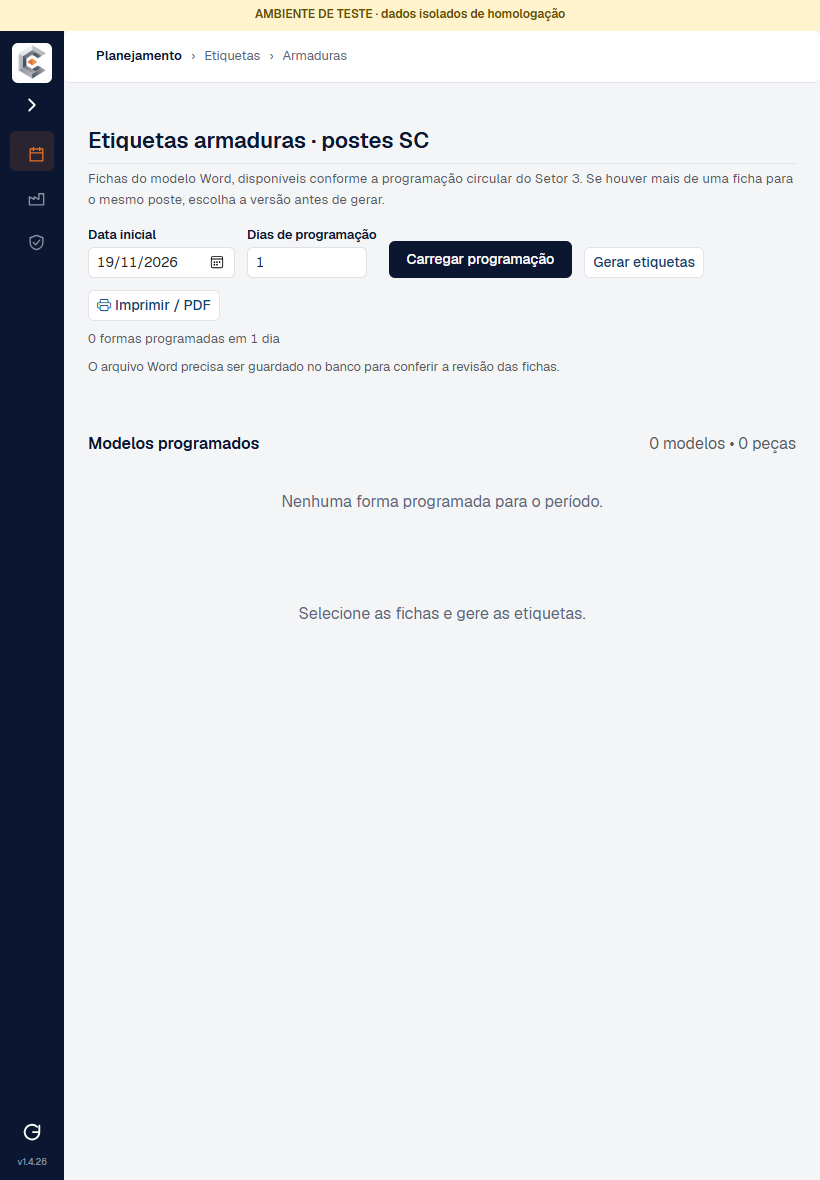 AMBIENTE DE TESTE · dados isolados de homologação
Planejamento › Etiquetas › Armaduras
Etiquetas armaduras · postes SC
Fichas do modelo Word, disponíveis conforme a programação circular do Setor 3. Se houver mais de uma ficha para
o mesmo poste, escolha a versão antes de gerar.
Data inicial
Dias de programação
19/11/2026
1
Carregar programação
Gerar etiquetas
Imprimir / PDF
0 formas programadas em 1 dia
O arquivo Word precisa ser guardado no banco para conferir a revisão das fichas.
Modelos programados
0 modelos • 0 peças
Nenhuma forma programada para o período.
Selecione as fichas e gere as etiquetas.
v1.4.26